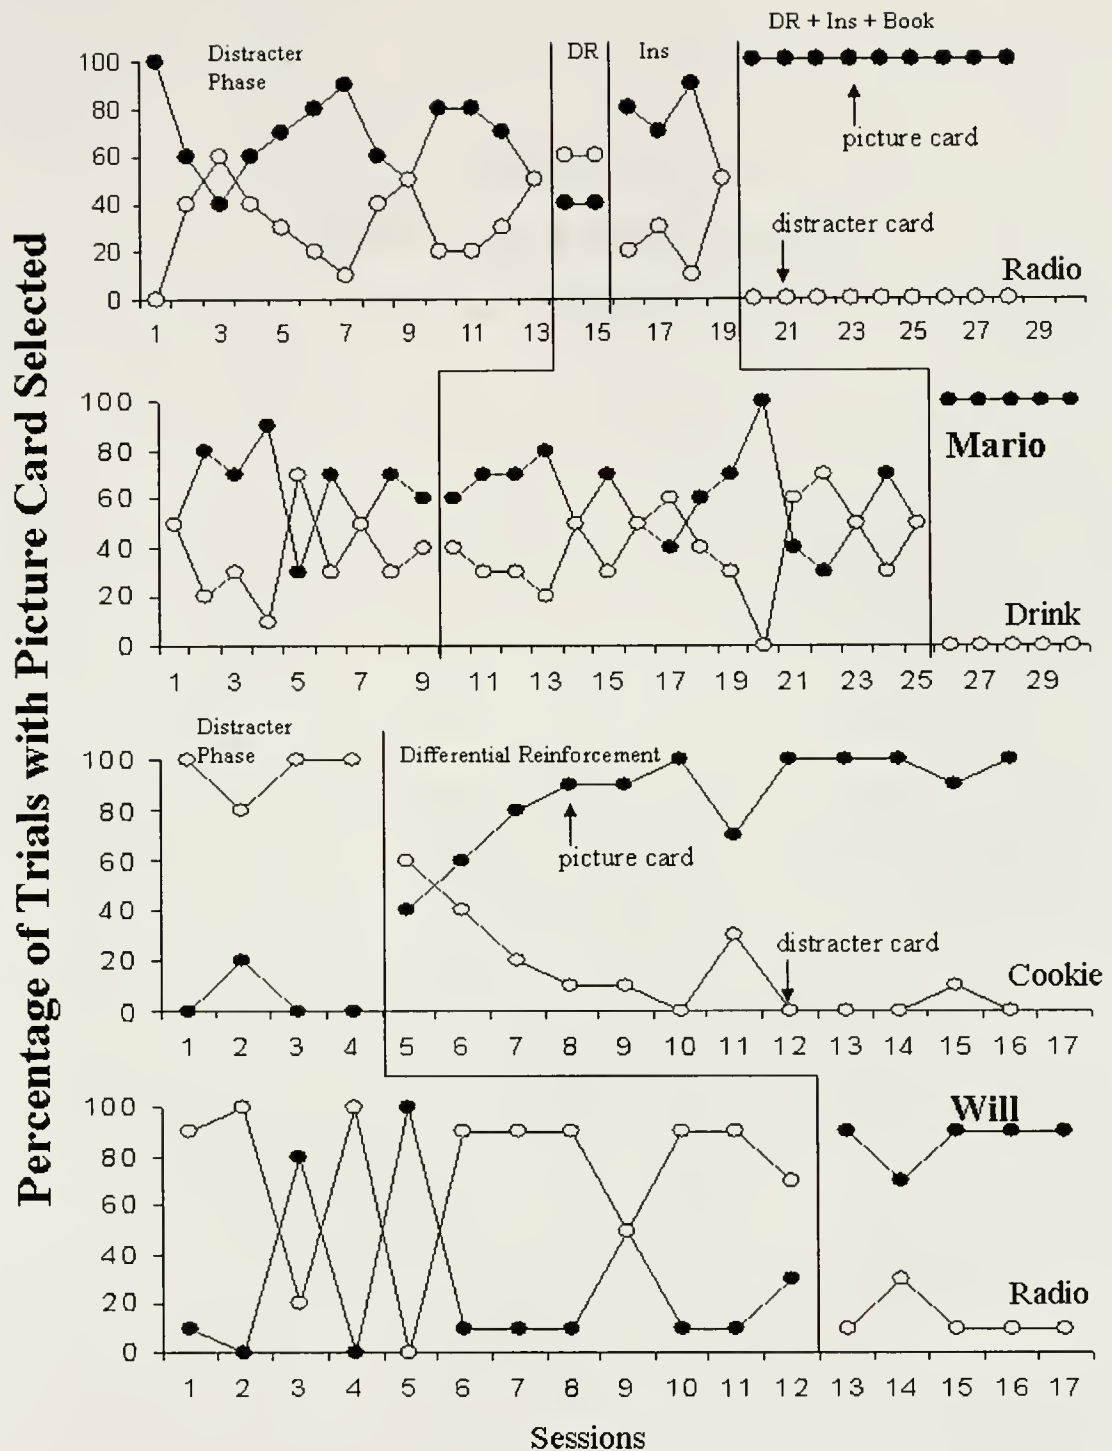 Percentage of Trials with Picture Card Selected
DR + Ins + Book
Distracter
Phase
DR
Ins
100
80
60
40
20
0
picture card
distracter card
Radio
1 3 5 7 9 11 13 15 17 19 21 23 25 27 29
100
80
60
40
20
0
Mario
Drink
1 3 5 7 9 11 13 15 17 19 21 23 25 27 29
Distracter
Phase
Differential Reinforcement
100
80
60
40
20
0
picture card
distracter card
Cookie
1 2 3 4 5 6 7 8 9 10 11 12 13 14 15 16 17
100
80
60
40
20
0
Will
Radio
1 2 3 4 5 6 7 8 9 10 11 12 13 14 15 16 17
Sessions